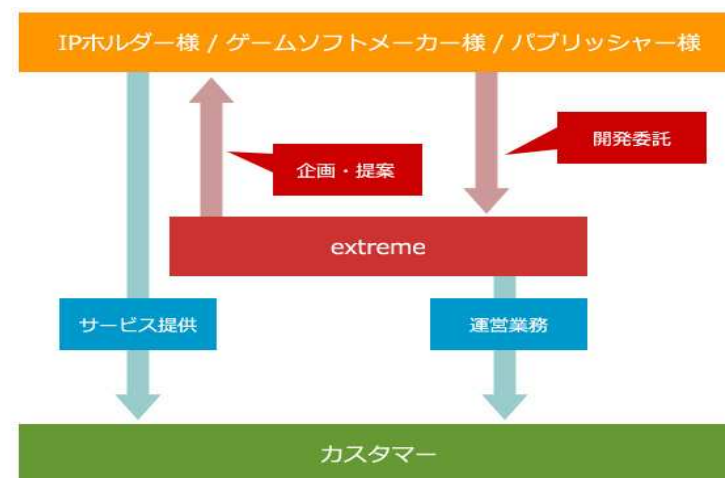 IPホルダー様 / ゲームソフトメーカー様 / パブリッシャー様
開発委託
企画・提案
extreme
サービス提供
運営業務
カスタマー